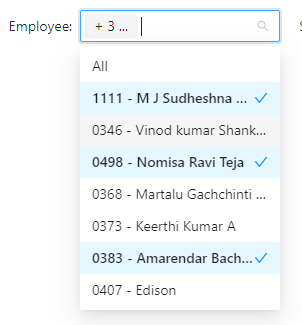 Employee: + 3 ...
All
1111 - M J Sudheshna ...
0346 - Vinod kumar Shank...
0498 - Nomisa Ravi Teja
0368 - Martalu Gachchinti ...
0373 - Keerthi Kumar A
0383 - Amarendar Bach...
0407 - Edison